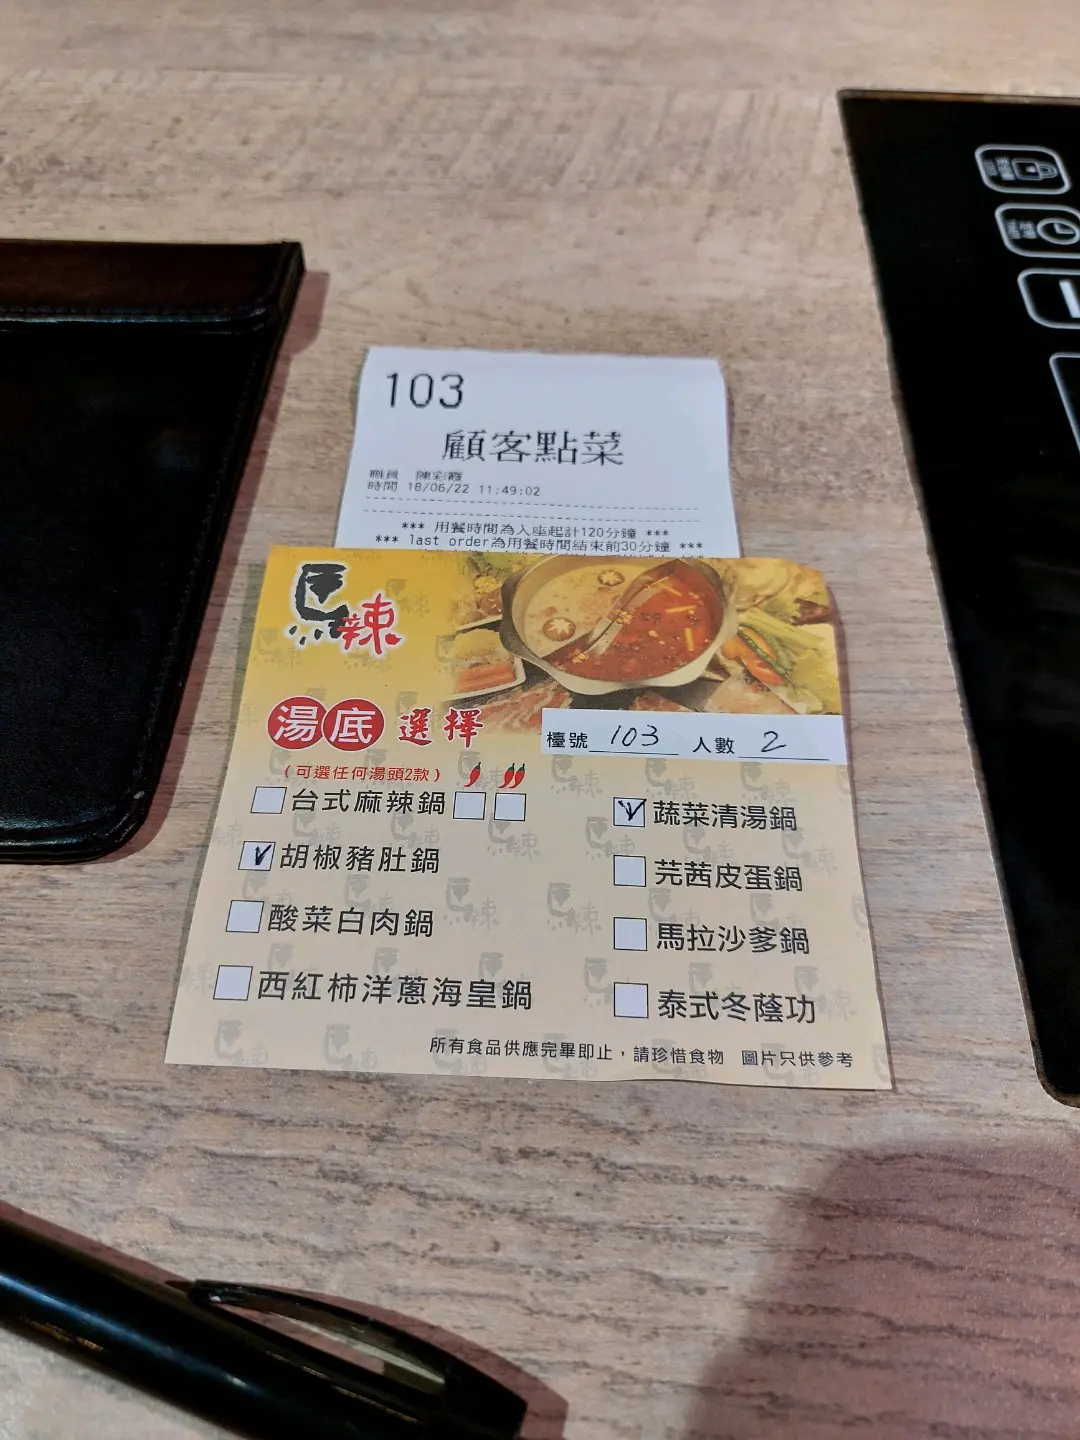 103
顧客點菜
職員 陳彩霞
時間 18/06/22 11:49:02
*** 用餐時間為入座起計120分鐘 ***
*** last order為用餐時間結束前30分鐘 ***
馬辣
湯底選擇
檯號 103 人數 2
(可選任何湯頭2款)
台式麻辣鍋
蔬菜清湯鍋
胡椒豬肚鍋
芫茜皮蛋鍋
酸菜白肉鍋
馬拉沙爹鍋
西紅柿洋蔥海皇鍋
泰式冬蔭功
所有食品供應完畢即止，請珍惜食物 圖片只供參考